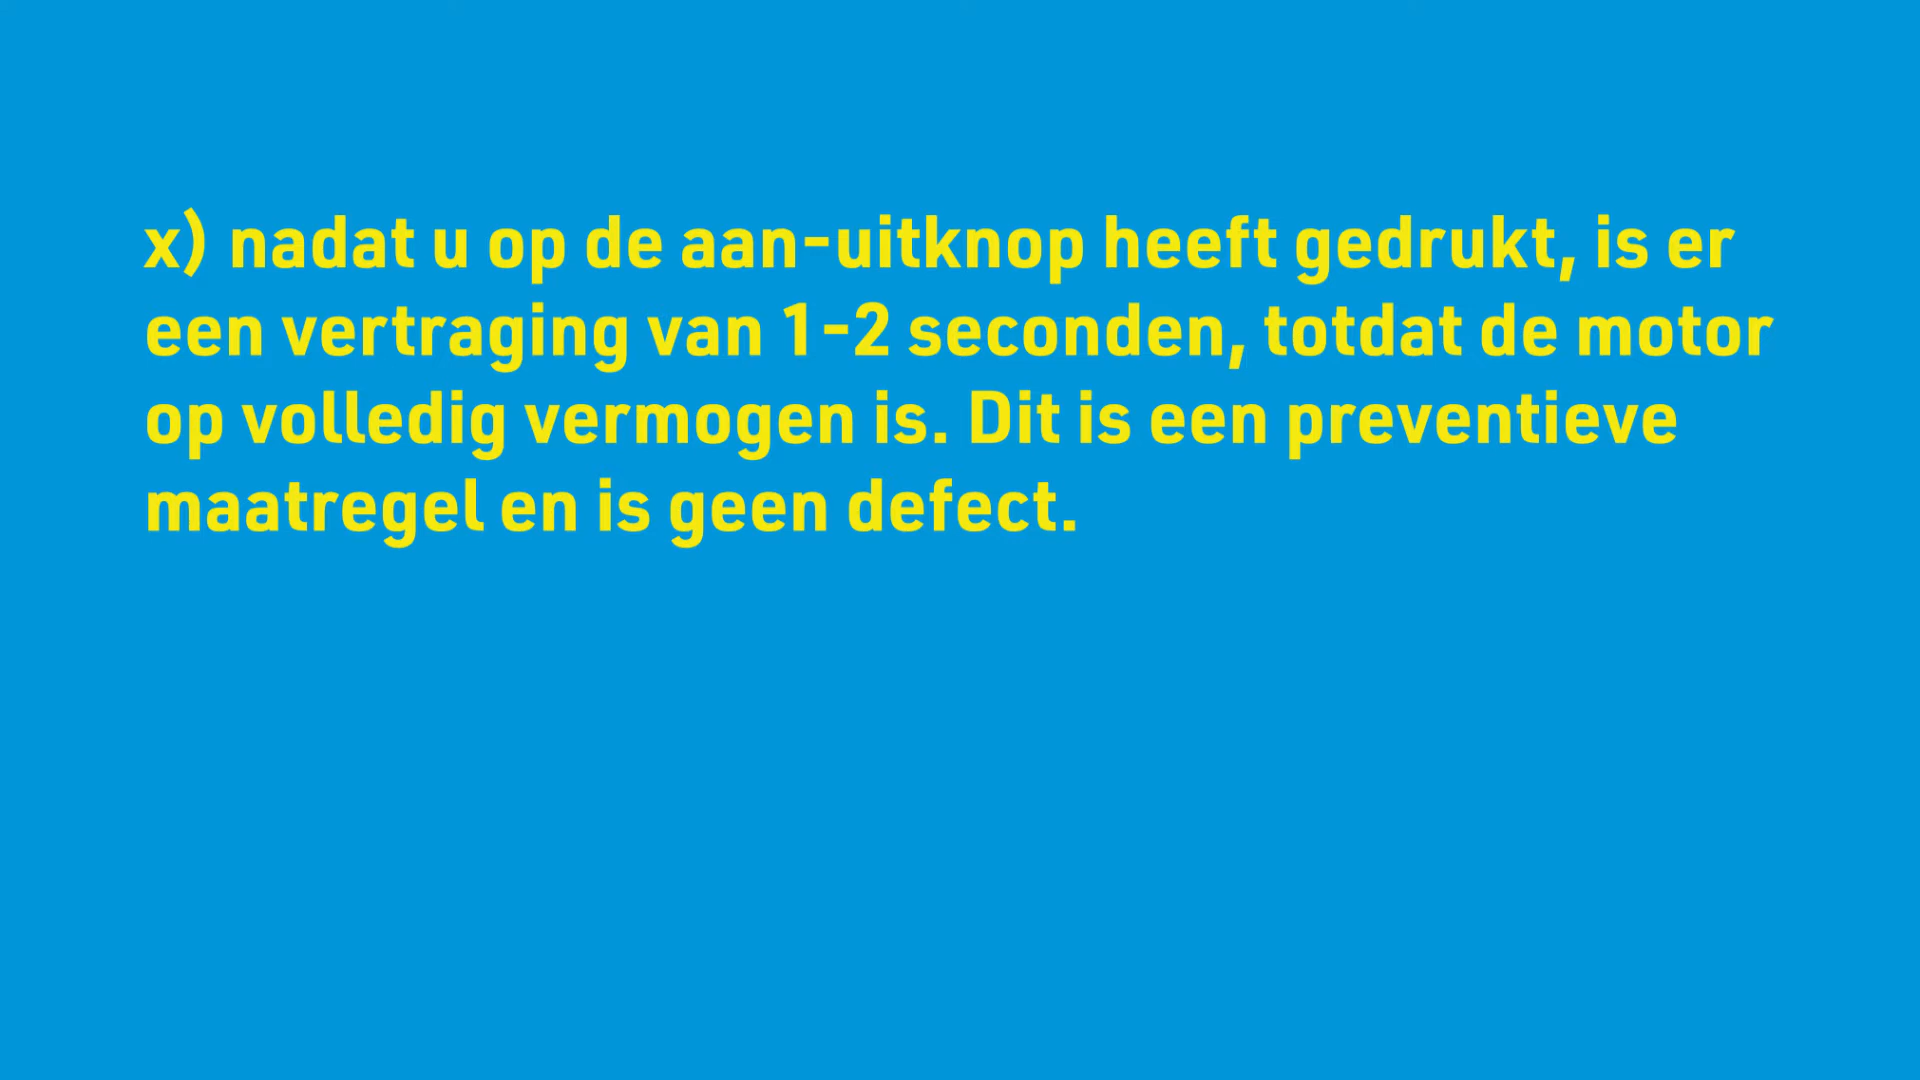 x) nadat u op de aan-uitknop heeft gedrukt, is er
een vertraging van 1-2 seconden, totdat de motor
op volledig vermogen is. Dit is een preventieve
maatregel en is geen defect.